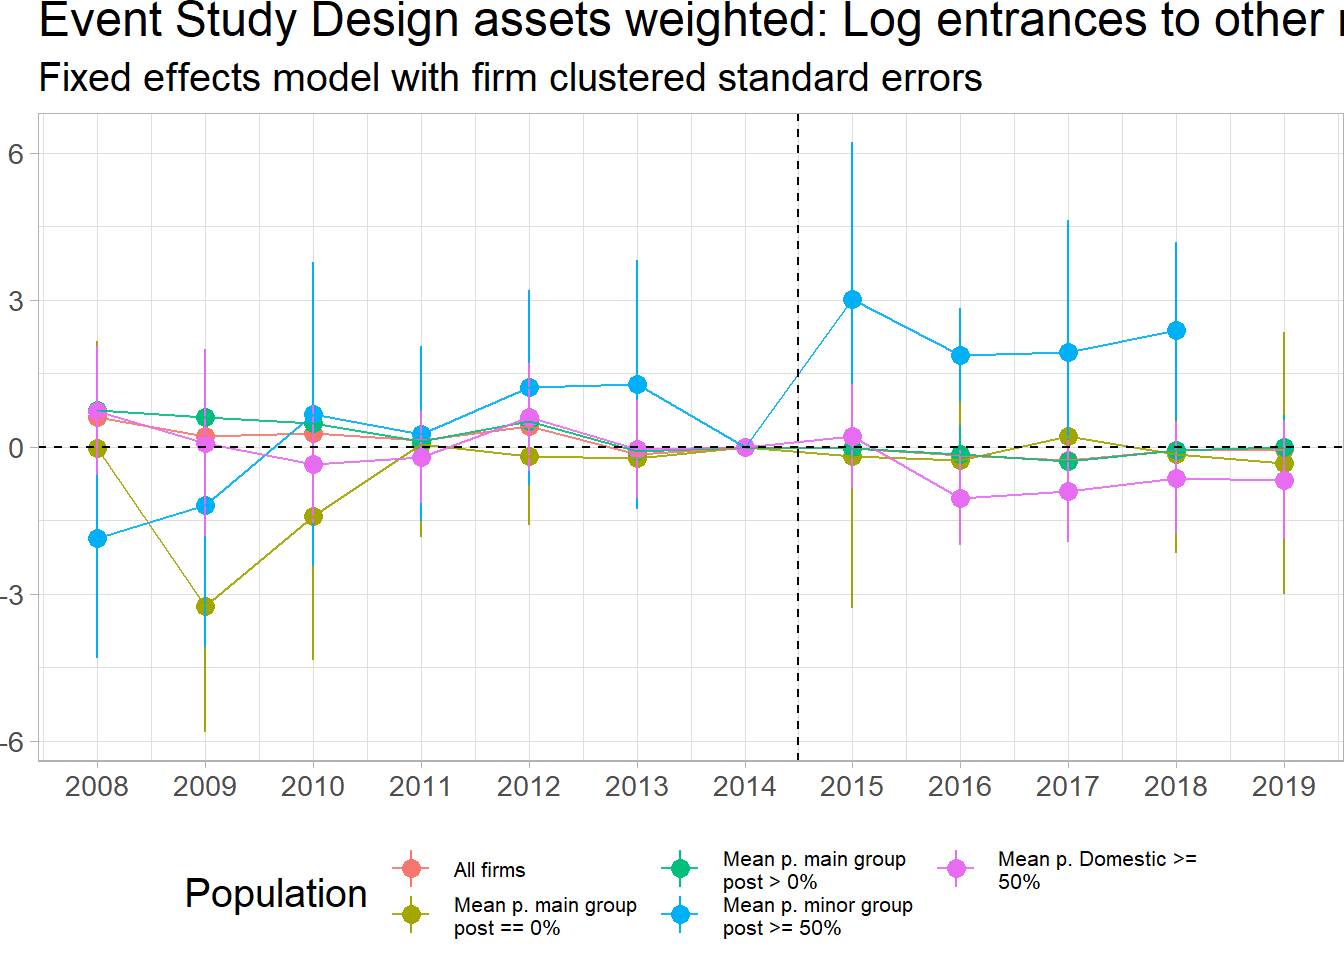 Event Study Design assets weighted: Log entrances to other
Fixed effects model with firm clustered standard errors
6
3
0
-3
-6
2008 2009 2010 2011 2012 2013 2014 2015 2016 2017 2018 2019
Population
All firms
Mean p. main group
post == 0%
Mean p. main group
post > 0%
Mean p. minor group
post >= 50%
Mean p. Domestic >=
50%